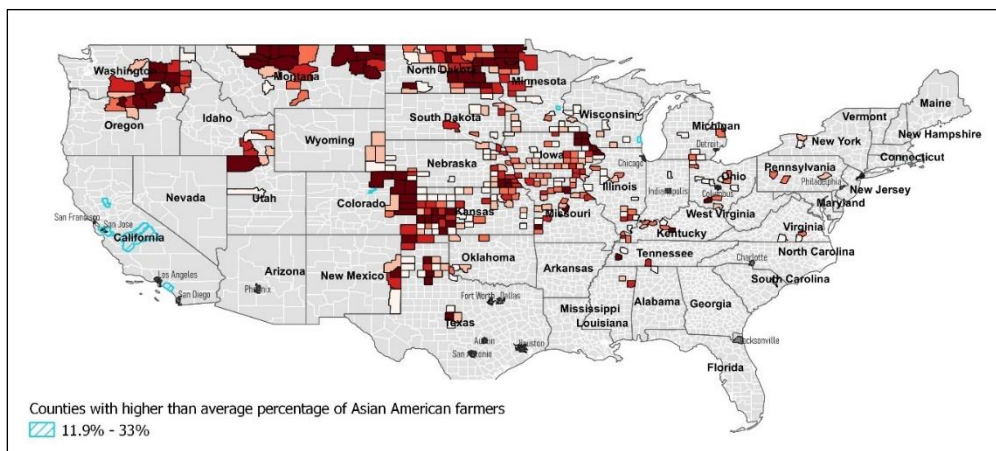 Washington
Montana
North Dakota
Minnesota
Maine
Oregon
Idaho
South Dakota
Wisconsin
Michigan
Vermont
New Hampshire
New York
Wyoming
Detroit
Connecticut
Iowa
Chicago
Pennsylvania
Nebraska
Ohio
Philadelphia
New Jersey
Nevada
Utah
Illinois
Indianapolis
Columbus
Maryland
San Francisco
San Jose
Colorado
Kansas
Missouri
West Virginia
California
Kentucky
Virginia
Tennessee
North Carolina
Los Angeles
Arizona
New Mexico
Oklahoma
Arkansas
Charlotte
South Carolina
San Diego
Phoenix
Fort Worth
Dallas
Mississippi
Alabama
Georgia
Texas
Louisiana
Austin
Jacksonville
San Antonio
Houston
Florida
Counties with higher than average percentage of Asian American farmers
11.9% - 33%